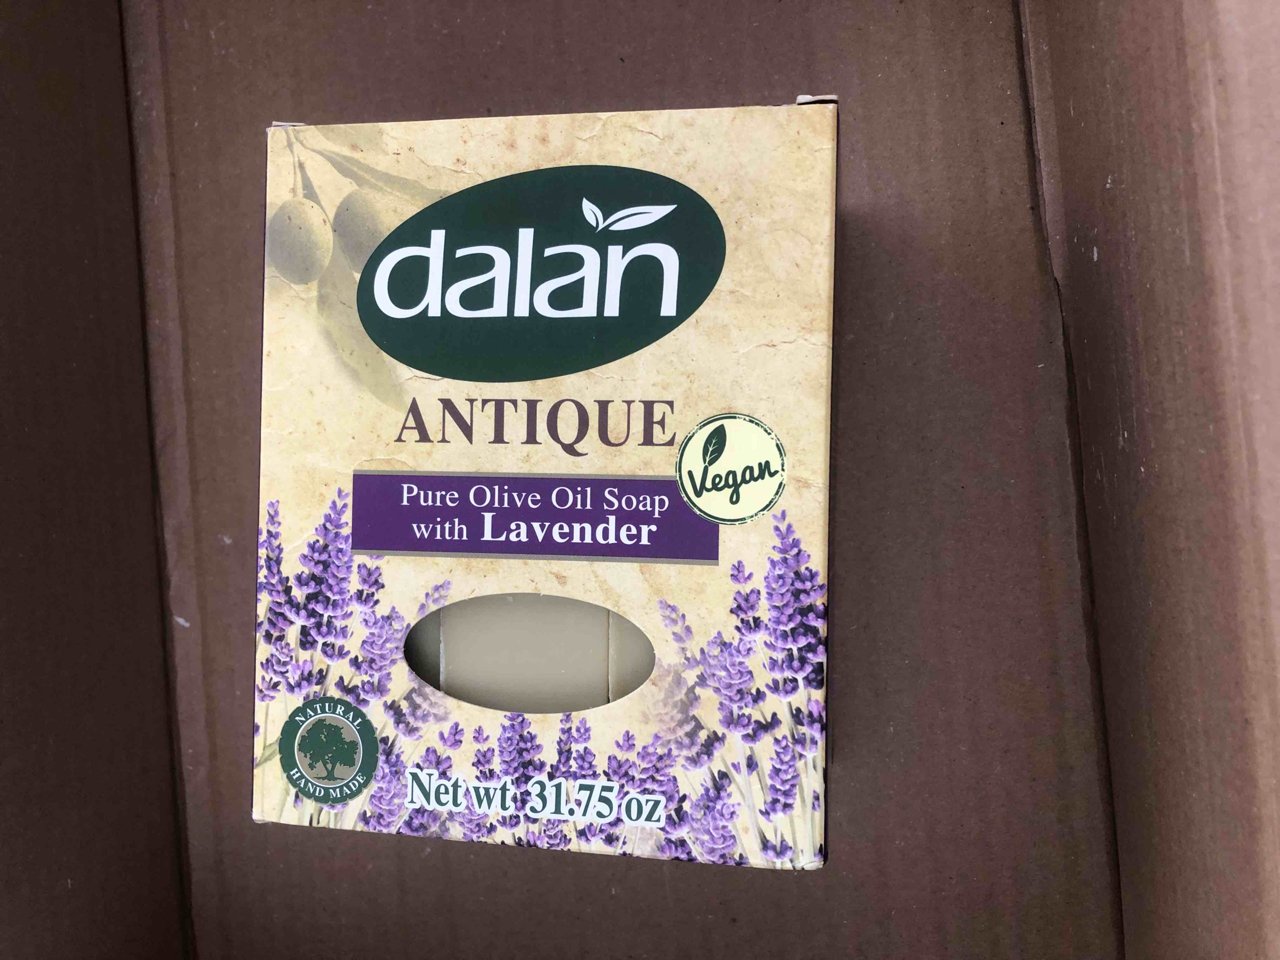 dalan
ANTIQUE
Vegan
Pure Olive Oil Soap
with Lavender
NATURAL
HAND MADE
Net wt 31.75 oz